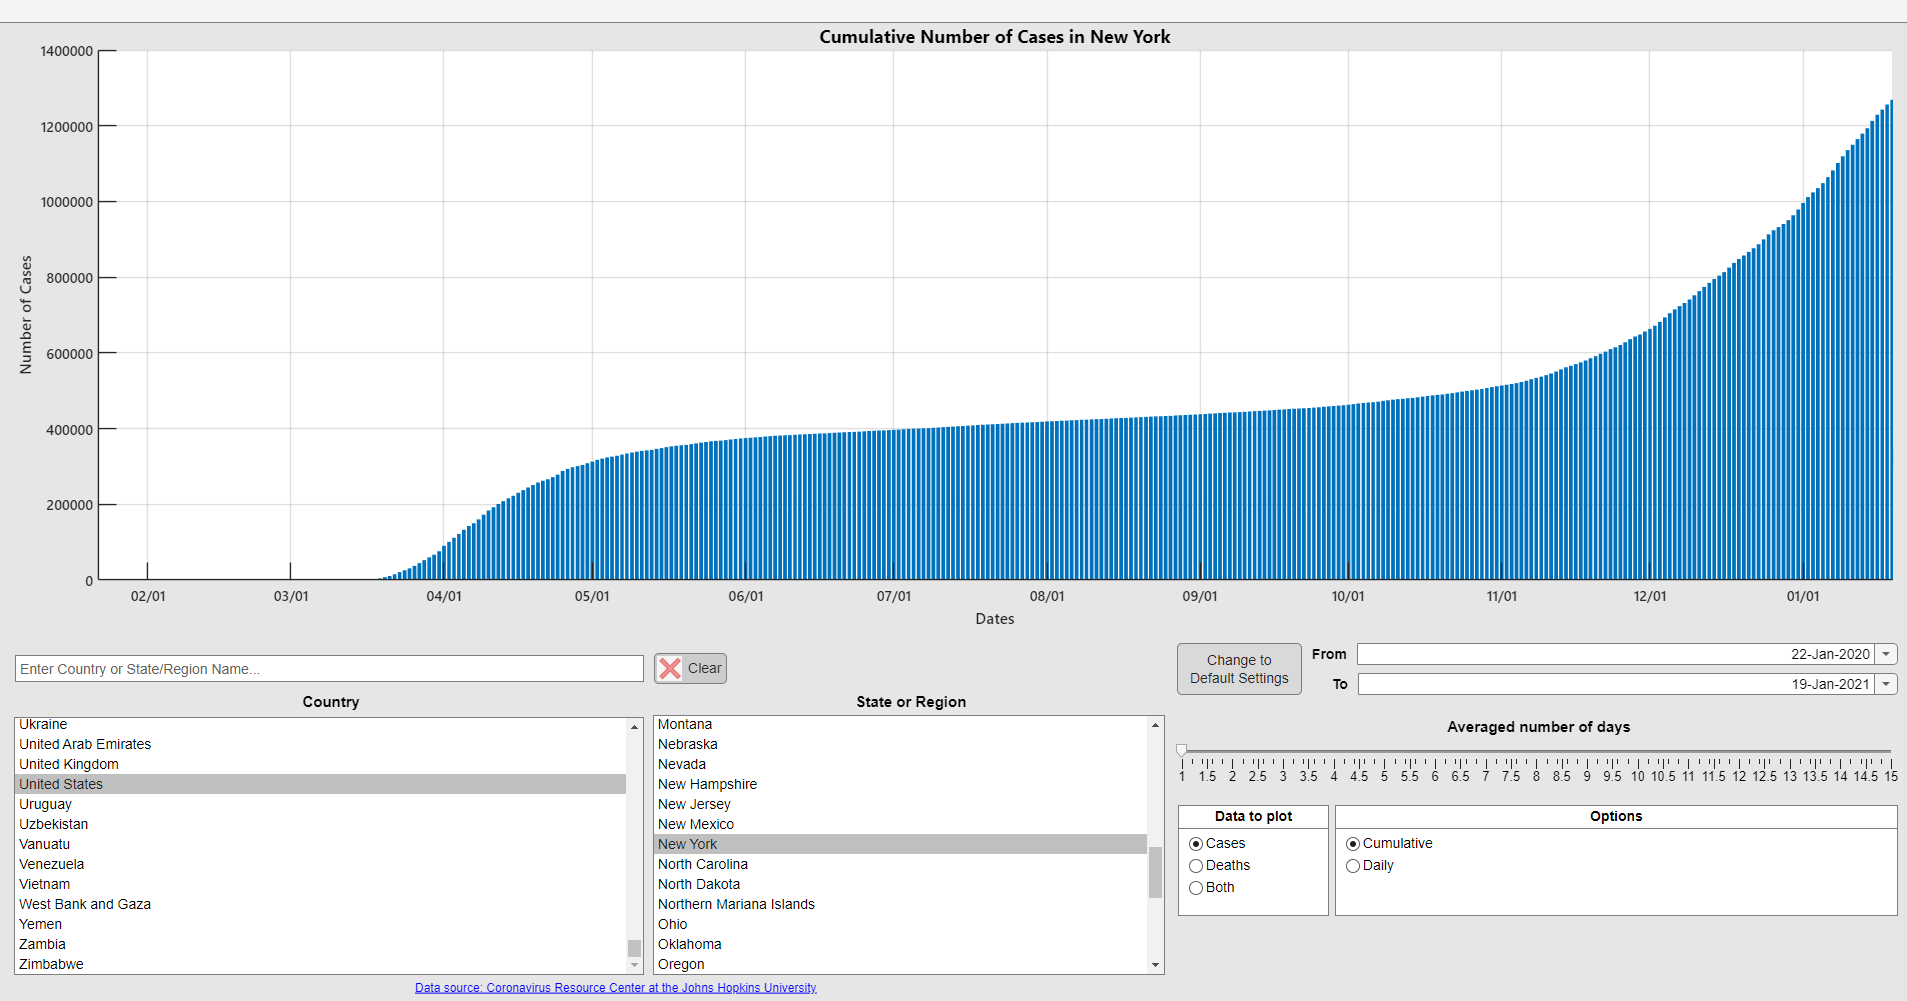 Cumulative Number of Cases in New York
1400000
1200000
1000000
800000
600000
400000
200000
0
Number of Cases
02/01 03/01 04/01 05/01 06/01 07/01 08/01 09/01 10/01 11/01 12/01 01/01
Dates
Enter Country or State/Region Name...
Clear
Change to
Default Settings
From 22-Jan-2020
To 19-Jan-2021
Country
Ukraine
United Arab Emirates
United Kingdom
United States
Uruguay
Uzbekistan
Vanuatu
Venezuela
Vietnam
West Bank and Gaza
Yemen
Zambia
Zimbabwe
State or Region
Montana
Nebraska
Nevada
New Hampshire
New Jersey
New Mexico
New York
North Carolina
North Dakota
Northern Mariana Islands
Ohio
Oklahoma
Oregon
Averaged number of days
1 1.5 2 2.5 3 3.5 4 4.5 5 5.5 6 6.5 7 7.5 8 8.5 9 9.5 10 10.5 11 11.5 12 12.5 13 13.5 14 14.5 15
Data to plot
Cases
Deaths
Both
Options
Cumulative
Daily
Data source: Coronavirus Resource Center at the Johns Hopkins University